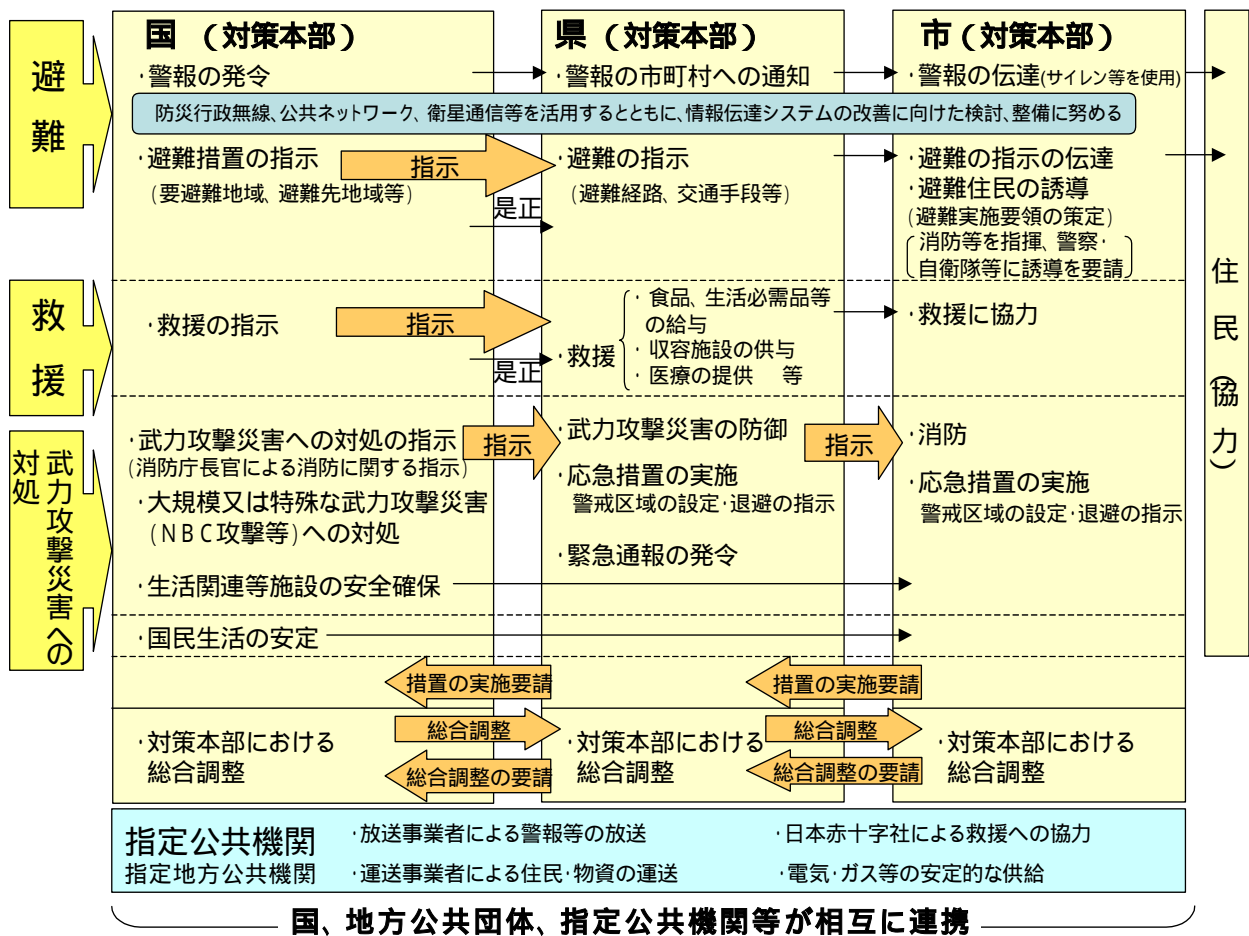 避難
国 （対策本部）
県（対策本部）
市（対策本部）
･警報の発令
･警報の市町村への通知
･警報の伝達(サイレン等を使用)
防災行政無線､公共ネットワーク､衛星通信等を活用するとともに､情報伝達システムの改善に向けた検討､整備に努める
･避難措置の指示
(要避難地域､避難先地域等)
指示
是正
･避難の指示
(避難経路､交通手段等)
･避難の指示の伝達
･避難住民の誘導
(避難実施要領の策定)
消防等を指揮､警察･
自衛隊等に誘導を要請
住民（協力）
救援
･救援の指示
指示
是正
･救援
･食品､生活必需品等
の給与
･収容施設の供与
･医療の提供 等
･救援に協力
武力攻撃災害への
対処
･武力攻撃災害への対処の指示
(消防庁長官による消防に関する指示)
･大規模又は特殊な武力攻撃災害
(NBC攻撃等)への対処
指示
･武力攻撃災害の防御
･応急措置の実施
警戒区域の設定･退避の指示
･緊急通報の発令
指示
･消防
･応急措置の実施
警戒区域の設定･退避の指示
･生活関連等施設の安全確保
･国民生活の安定
措置の実施要請
措置の実施要請
･対策本部における
総合調整
総合調整
総合調整の要請
･対策本部における
総合調整
総合調整
総合調整の要請
･対策本部における
総合調整
指定公共機関
指定地方公共機関
･放送事業者による警報等の放送
･日本赤十字社による救援への協力
･運送事業者による住民･物資の運送
･電気･ガス等の安定的な供給
国､地方公共団体､指定公共機関等が相互に連携